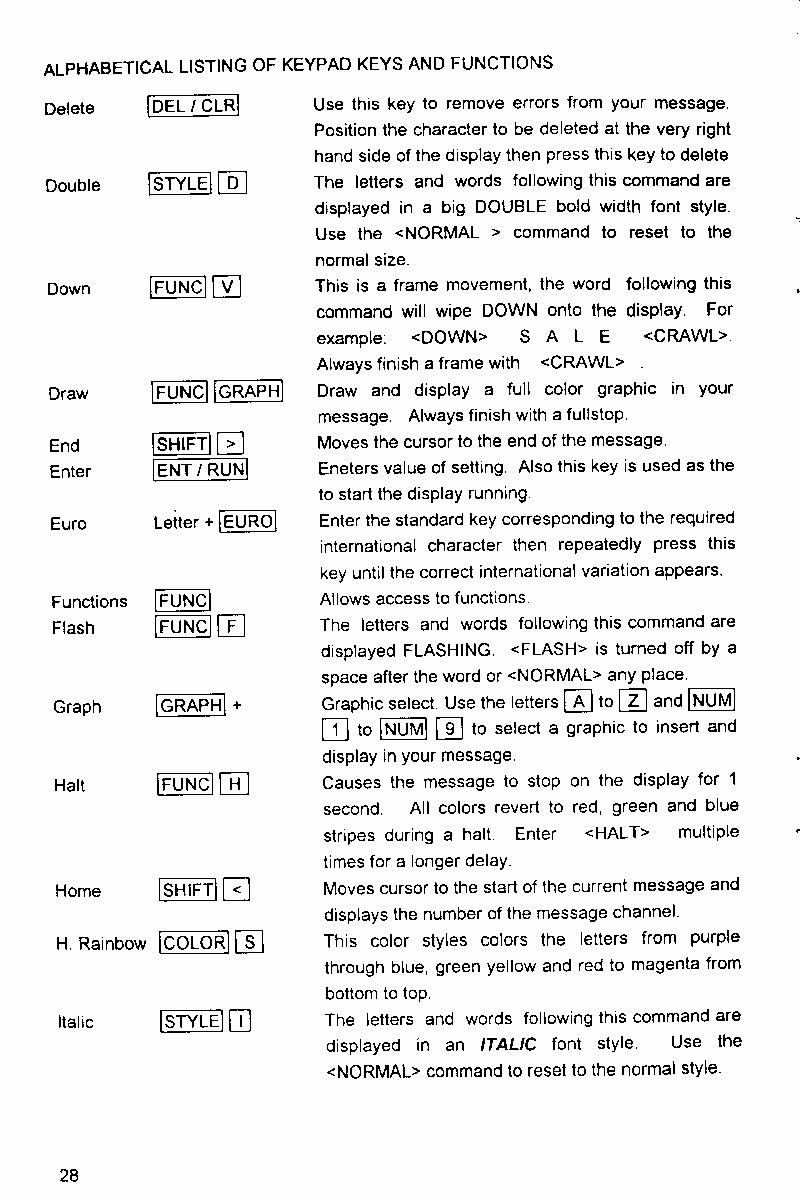 ALPHABETICAL LISTING OF KEYPAD KEYS AND FUNCTIONS
Delete DEL / CLR Use this key to remove errors from your message.
Position the character to be deleted at the very right
hand side of the display then press this key to delete
Double STYLE D The letters and words following this command are
displayed in a big DOUBLE bold width font style.
Use the <NORMAL > command to reset to the
normal size.
Down FUNC V This is a frame movement, the word following this
command will wipe DOWN onto the display. For
example: <DOWN> S A L E <CRAWL>.
Always finish a frame with <CRAWL> .
Draw FUNC GRAPH Draw and display a full color graphic in your
message. Always finish with a fullstop.
End SHIFT > Moves the cursor to the end of the message.
Enter ENT / RUN Eneters value of setting. Also this key is used as the
to start the display running.
Euro Letter + EURO Enter the standard key corresponding to the required
international character then repeatedly press this
key until the correct international variation appears.
Functions FUNC Allows access to functions.
Flash FUNC F The letters and words following this command are
displayed FLASHING. <FLASH> is turned off by a
space after the word or <NORMAL> any place.
Graph GRAPH + Graphic select. Use the letters A to Z and NUM
1 to NUM 9 to select a graphic to insert and
display in your message.
Halt FUNC H Causes the message to stop on the display for 1
second. All colors revert to red, green and blue
stripes during a halt. Enter <HALT> multiple
times for a longer delay.
Home SHIFT < Moves cursor to the start of the current message and
displays the number of the message channel.
H. Rainbow COLOR S This color styles colors the letters from purple
through blue, green yellow and red to magenta from
bottom to top.
Italic STYLE I The letters and words following this command are
displayed in an ITALIC font style. Use the
<NORMAL> command to reset to the normal style.
28